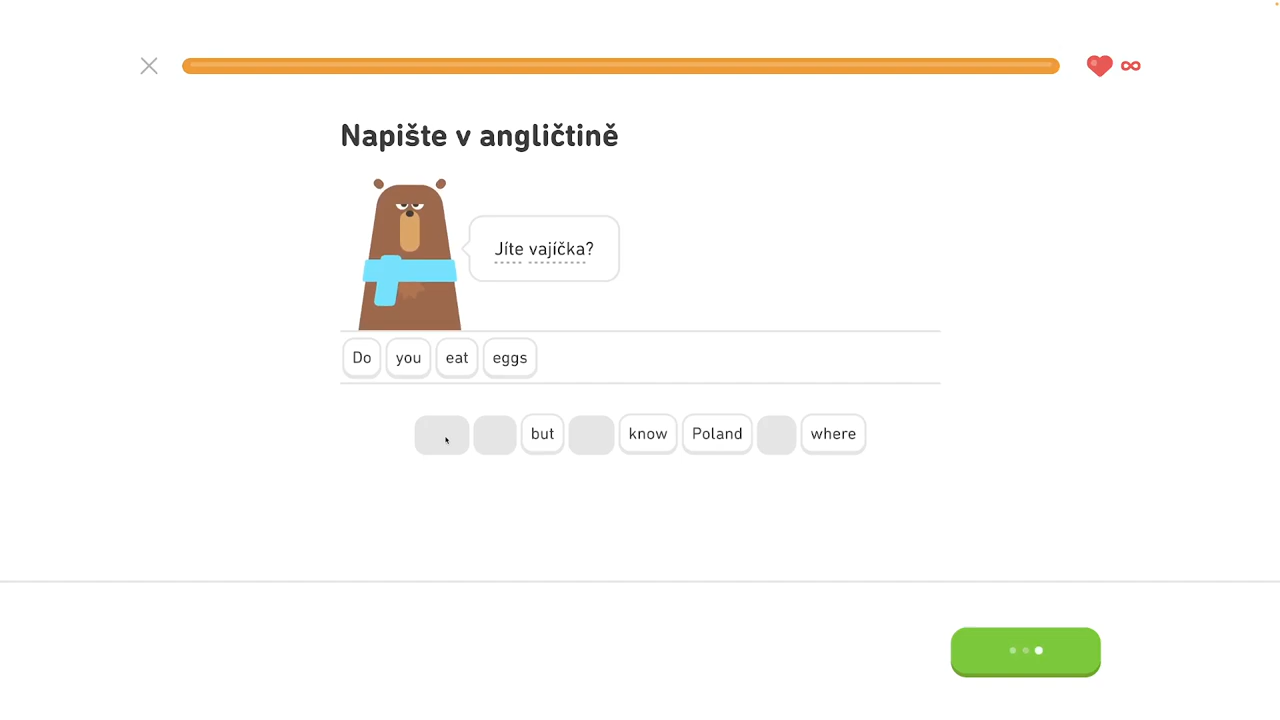 ∞
Napište v angličtině
Jíte vajíčka?
Do you eat eggs
but know Poland where